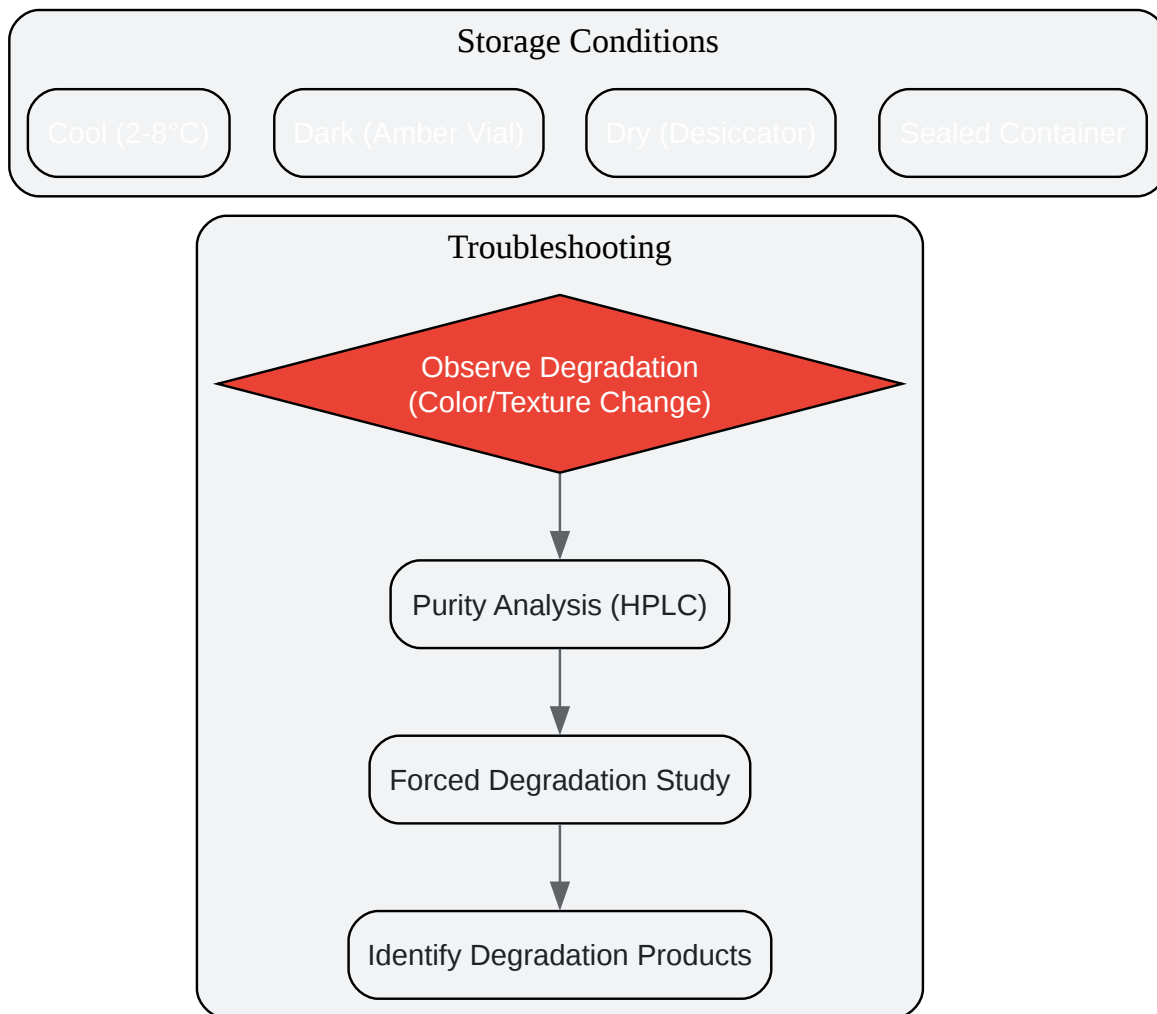 Storage Conditions
Cool (2-8°C)
Dark (Amber Vial)
Dry (Desiccator)
Sealed Container
Troubleshooting
Observe Degradation
(Color/Texture Change)
Purity Analysis (HPLC)
Forced Degradation Study
Identify Degradation Products